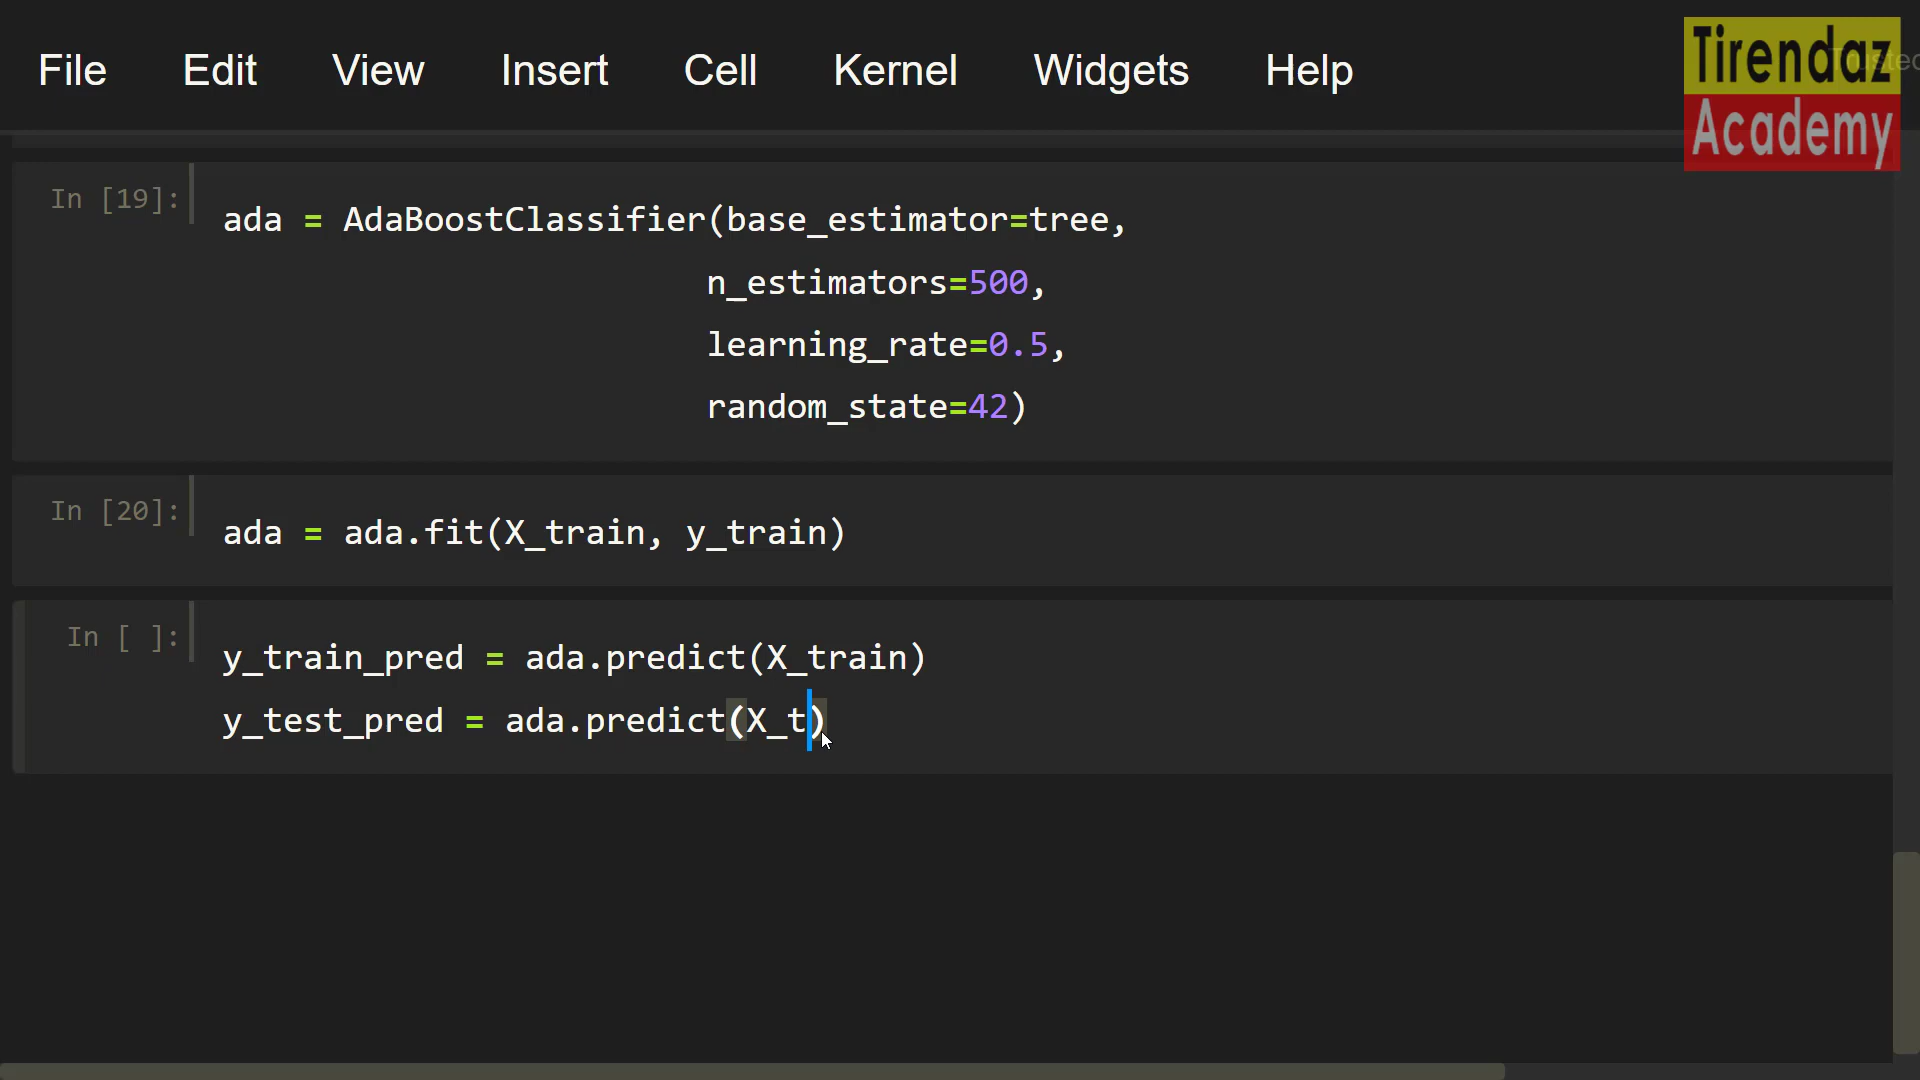 File Edit View Insert Cell Kernel Widgets Help
Tirendaz
Academy
Trusted
In [19]:
ada = AdaBoostClassifier(base_estimator=tree,
n_estimators=500,
learning_rate=0.5,
random_state=42)
In [20]:
ada = ada.fit(X_train, y_train)
In [ ]:
y_train_pred = ada.predict(X_train)
y_test_pred = ada.predict(X_t)